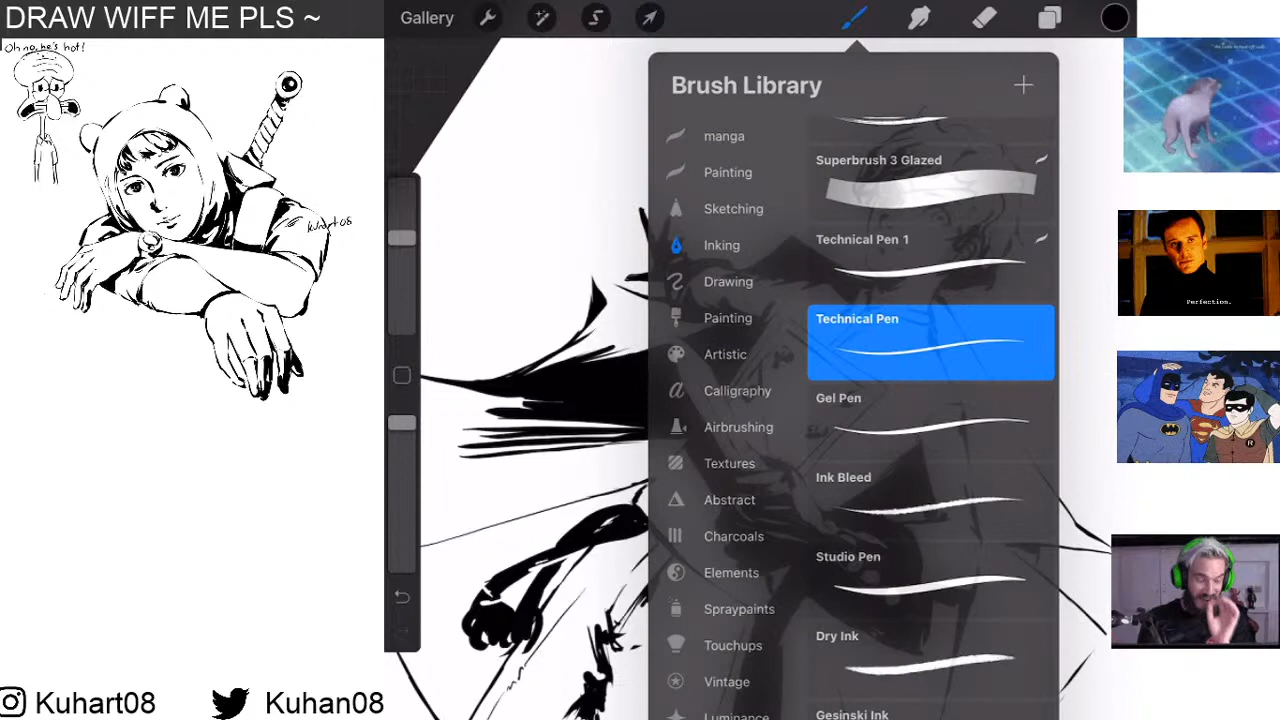 DRAW WIFF ME PLS ~
Oh no, he's hot!
Kuhart08
Gallery
Brush Library
manga
Painting
Sketching
Inking
Drawing
Painting
Artistic
Calligraphy
Airbrushing
Textures
Abstract
Charcoals
Elements
Spraypaints
Touchups
Vintage
Luminance
Superbrush 3 Glazed
Technical Pen 1
Technical Pen
Gel Pen
Ink Bleed
Studio Pen
Dry Ink
Gesinski Ink
Perfection.
R
Kuhart08
Kuhan08